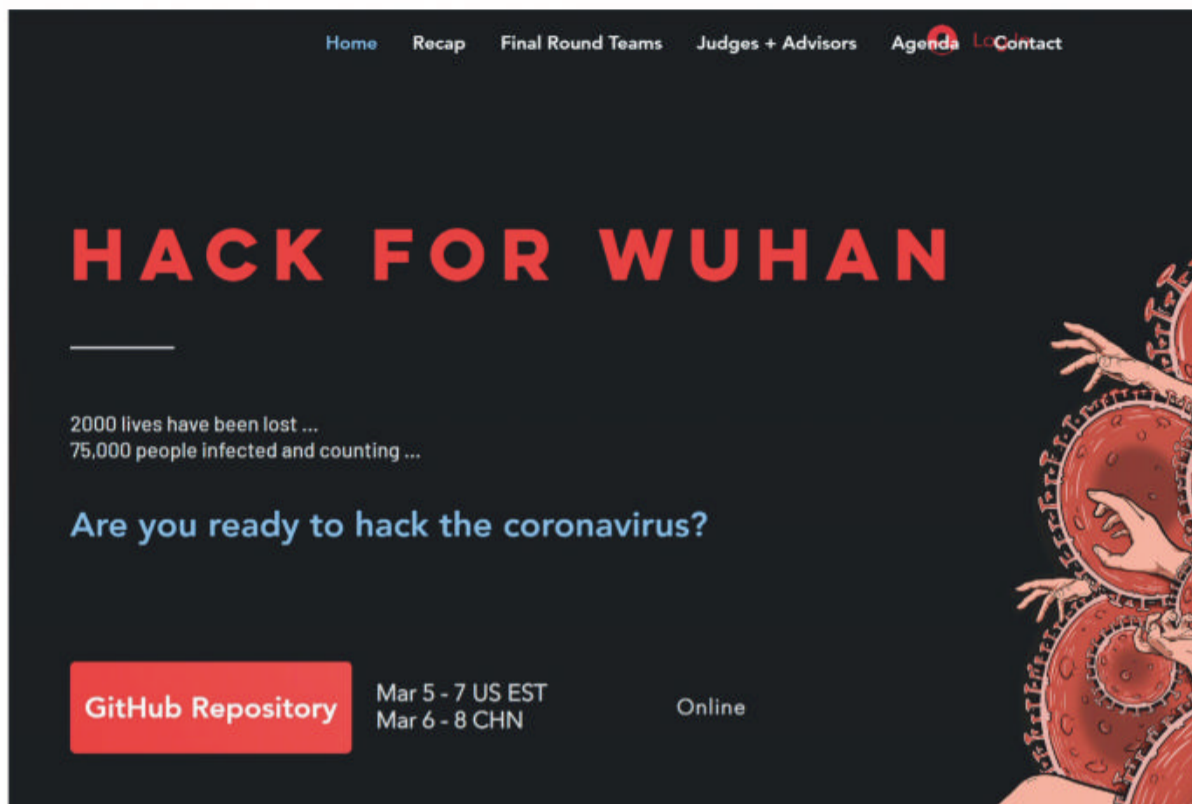 Home Recap Final Round Teams Judges + Advisors Agenda Log In Contact
HACK FOR WUHAN
2000 lives have been lost ...
75,000 people infected and counting ...
Are you ready to hack the coronavirus?
GitHub Repository
Mar 5 - 7 US EST
Mar 6 - 8 CHN
Online